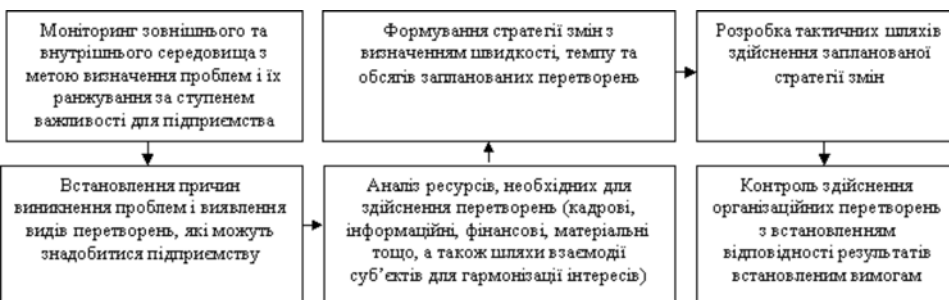 Моніторинг зовнішнього та
внутрішнього середовища з
метою визначення проблем і їх
ранжування за ступенем
важливості для підприємства
Встановлення причин
виникнення проблем і виявлення
видів перетворень, які можуть
знадобитися підприємству
Аналіз ресурсів, необхідних для
здійснення перетворень (кадрові,
інформаційні, фінансові, матеріальні
тощо, а також шляхи взаємодії
суб’єктів для гармонізації інтересів)
Формування стратегії змін з
визначенням швидкості, темпу та
обсягів запланованих перетворень
Розробка тактичних шляхів
здійснення запланованої
стратегії змін
Контроль здійснення
організаційних перетворень
з встановленням
відповідності результатів
встановленим вимогам